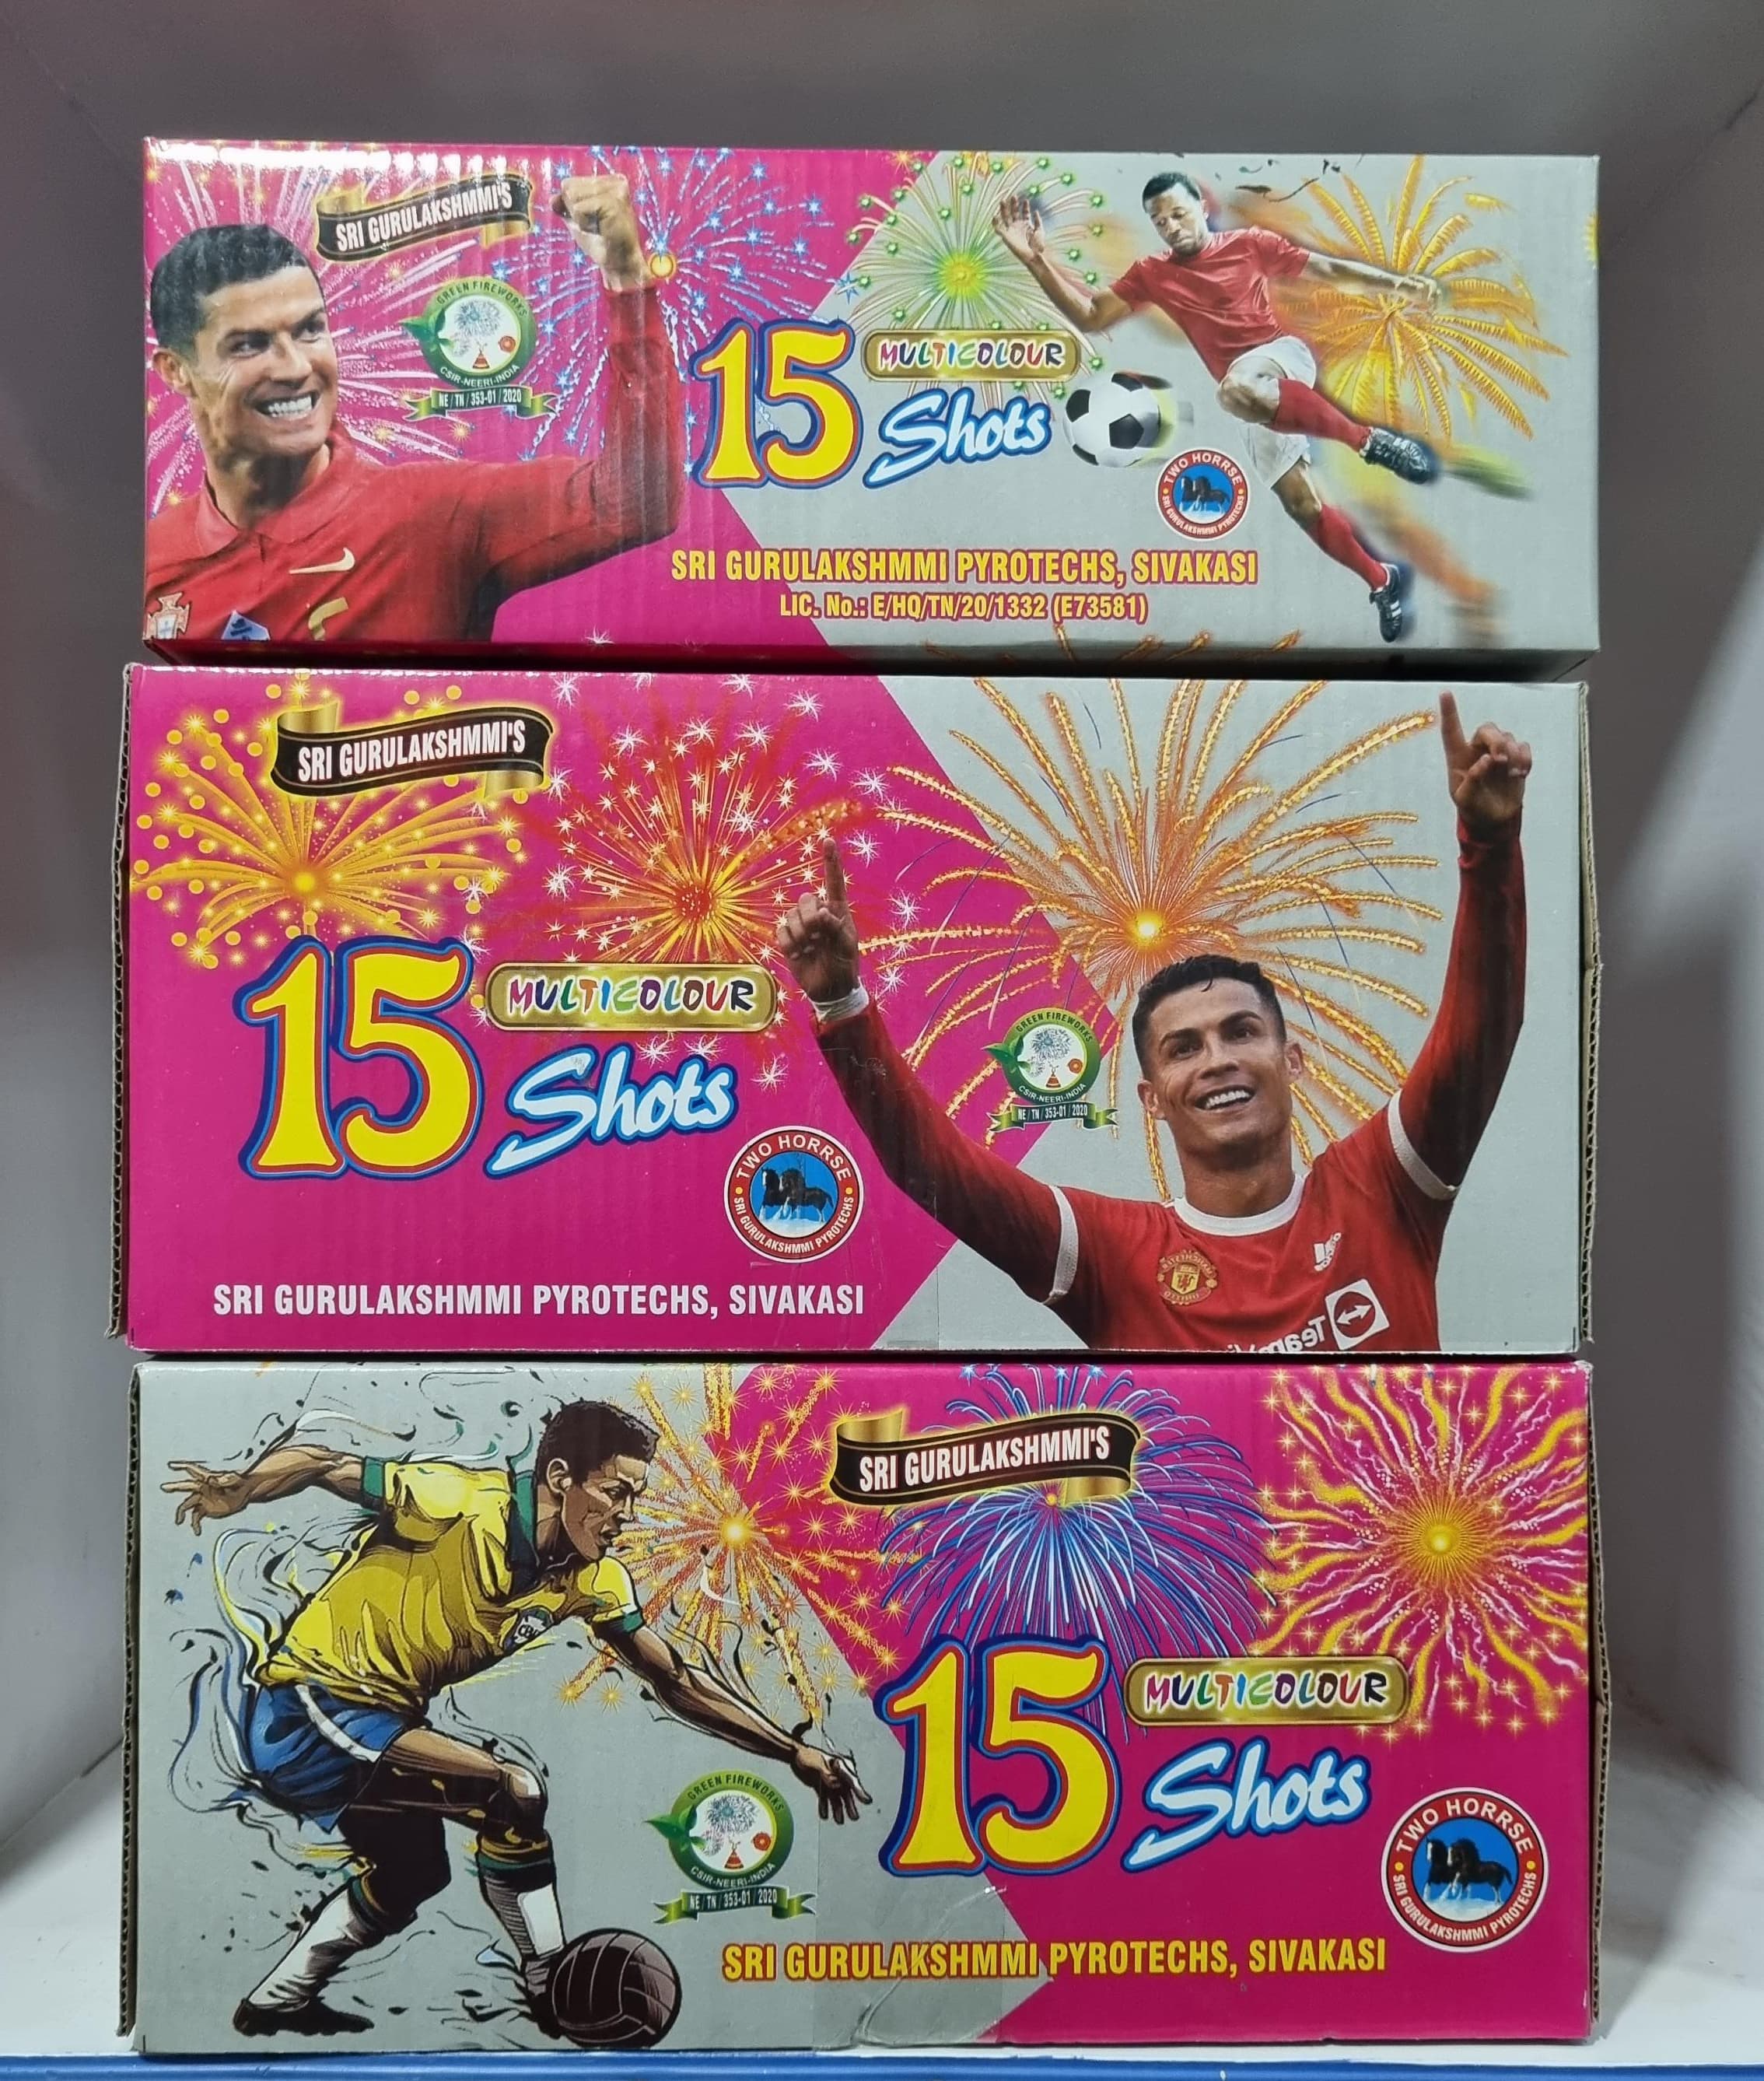 SRI GURULAKSHMMI'S
GREEN FIREWORKS
CSIR-NEERI-INDIA
NE / TN / 353-01 / 2020
15
MULTICOLOUR
Shots
TWO HORRSE
SRI GURULAKSHMMI PYROTECHS
SRI GURULAKSHMMI PYROTECHS, SIVAKASI
LIC. No.: E/HQ/TN/20/1332 (E73581)
SRI GURULAKSHMMI'S
15
MULTICOLOUR
Shots
GREEN FIREWORKS
CSIR-NEERI-INDIA
NE / TN / 353-01 / 2020
TWO HORRSE
SRI GURULAKSHMMI PYROTECHS
SRI GURULAKSHMMI PYROTECHS, SIVAKASI
SRI GURULAKSHMMI'S
15
MULTICOLOUR
Shots
GREEN FIREWORKS
CSIR-NEERI-INDIA
NE / TN / 353-01 / 2020
TWO HORRSE
SRI GURULAKSHMMI PYROTECHS
SRI GURULAKSHMMI PYROTECHS, SIVAKASI